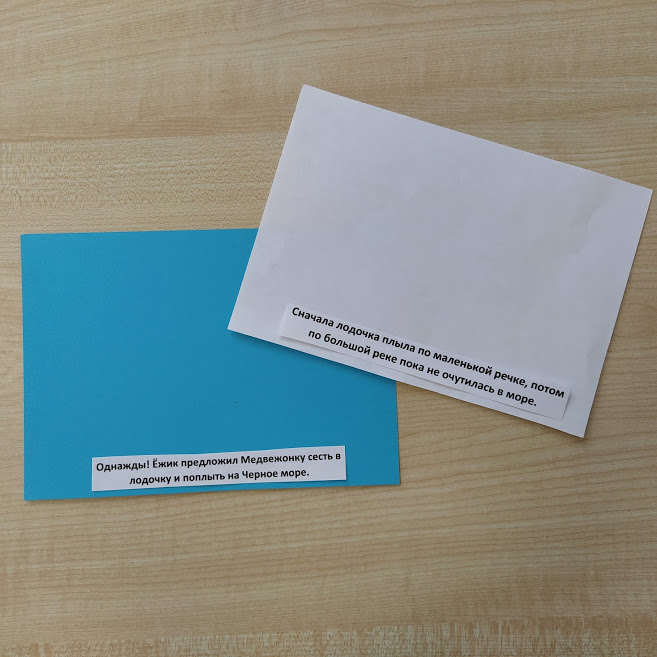 Однажды! Ёжик предложил Медвежонку сесть в
лодочку и поплыть на Черное море.
Сначала лодочка плыла по маленькой речке, потом
по большой реке пока не очутилась в море.